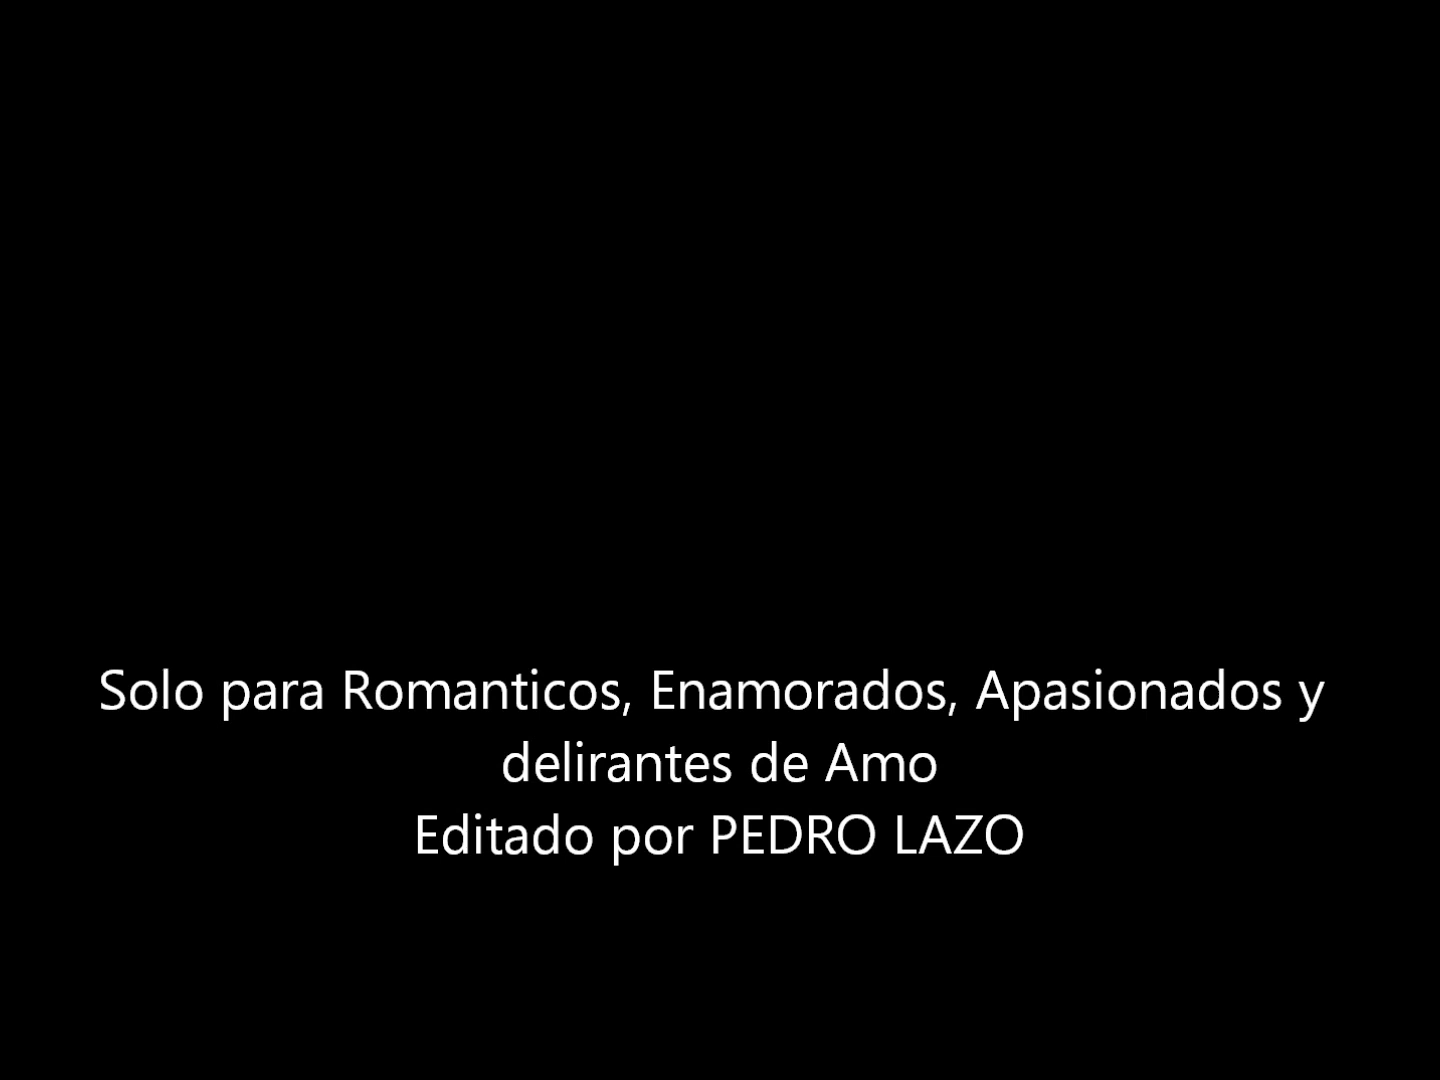 Solo para Romanticos, Enamorados, Apasionados y
delirantes de Amo
Editado por PEDRO LAZO